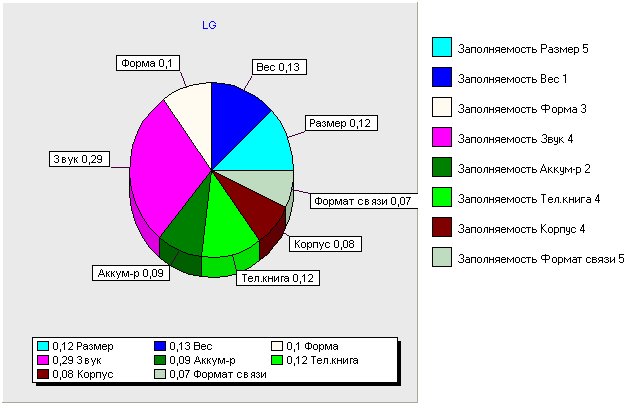 LG
Форма 0,1
Вес 0,13
Размер 0,12
Звук 0,29
Формат связи 0,07
Корпус 0,08
Аккум-р 0,09
Тел.книга 0,12
0,12 Размер 0,13 Вес 0,1 Форма
0,29 Звук 0,09 Аккум-р 0,12 Тел.книга
0,08 Корпус 0,07 Формат связи
Заполняемость Размер 5
Заполняемость Вес 1
Заполняемость Форма 3
Заполняемость Звук 4
Заполняемость Аккум-р 2
Заполняемость Тел.книга 4
Заполняемость Корпус 4
Заполняемость Формат связи 5